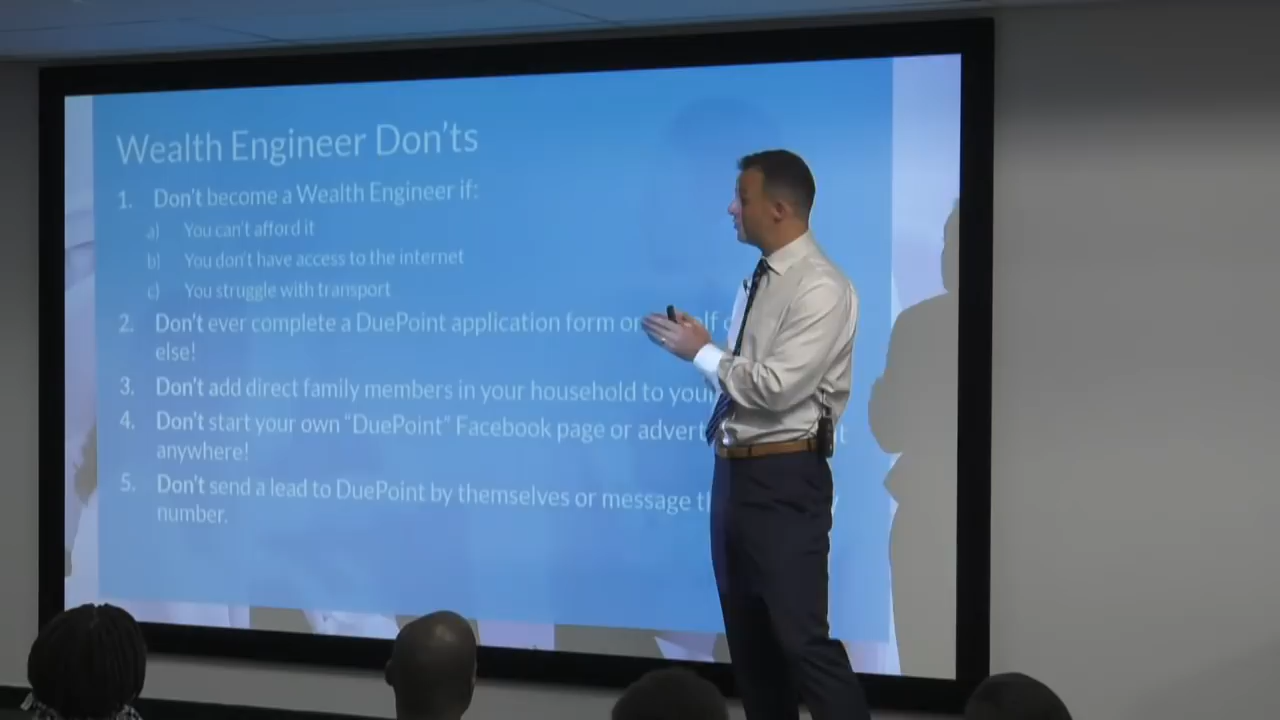 Wealth Engineer Don'ts
1. Don't become a Wealth Engineer if:
a) You can't afford it
b) You don't have access to the internet
c) You struggle with transport
2. Don't ever complete a DuePoint application form on
else!
3. Don't add direct family members in your household to your
4. Don't start your own "DuePoint" Facebook page or
anywhere!
5. Don't send a lead to DuePoint by themselves or message
number.